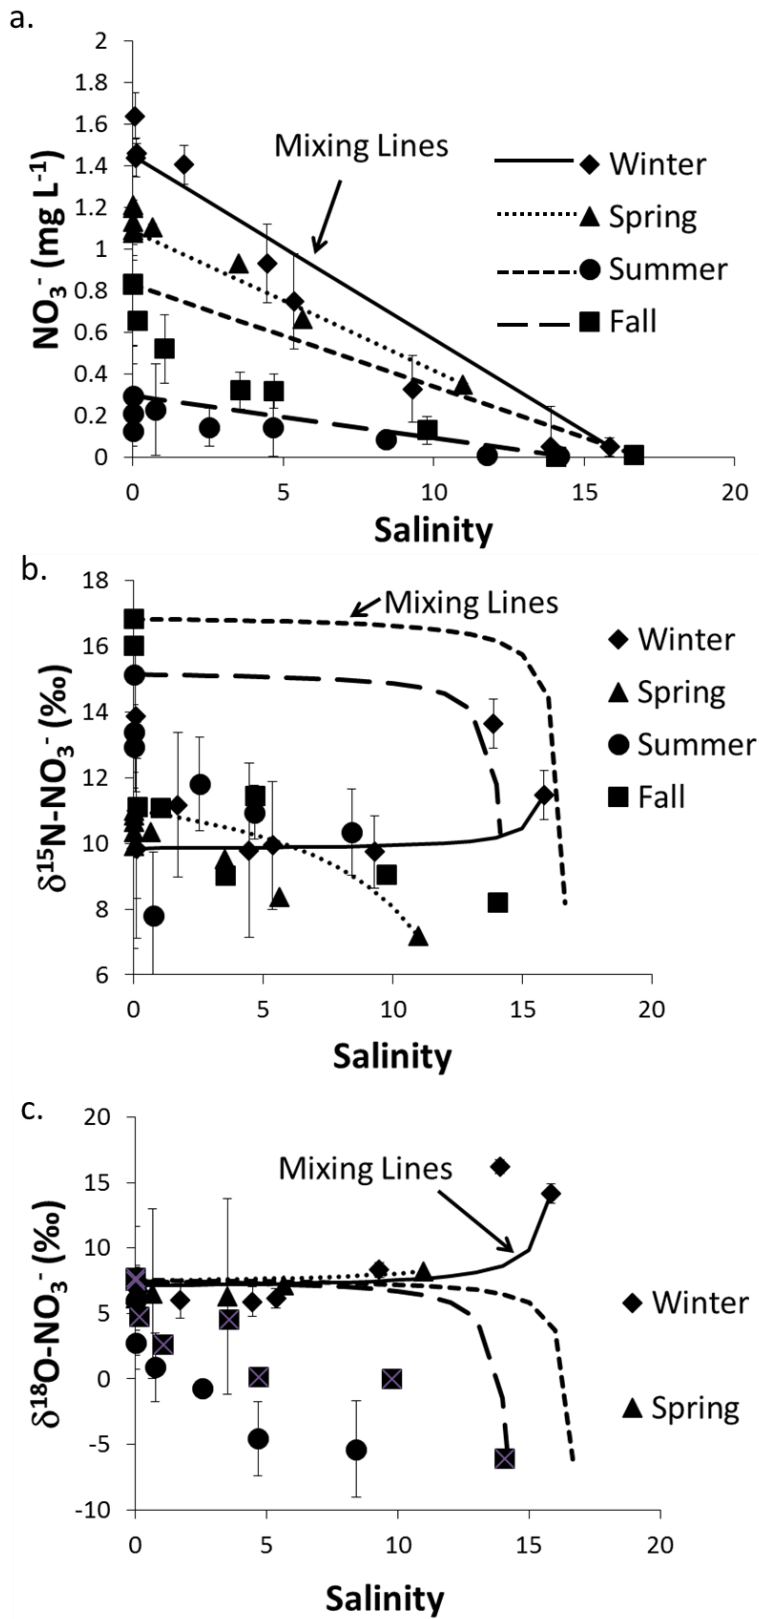 a.
2
1.8
1.6
1.4
1.2
1
0.8
0.6
0.4
0.2
0
NO₃⁻ (mg L⁻¹)
Mixing Lines
Winter
Spring
Summer
Fall
0 5 10 15 20
Salinity
b.
18
16
14
12
10
8
6
δ¹⁵N-NO₃⁻ (‰)
Mixing Lines
Winter
Spring
Summer
Fall
0 5 10 15 20
Salinity
c.
20
15
10
5
0
-5
-10
δ¹⁸O-NO₃⁻ (‰)
Mixing Lines
Winter
Spring
0 5 10 15 20
Salinity